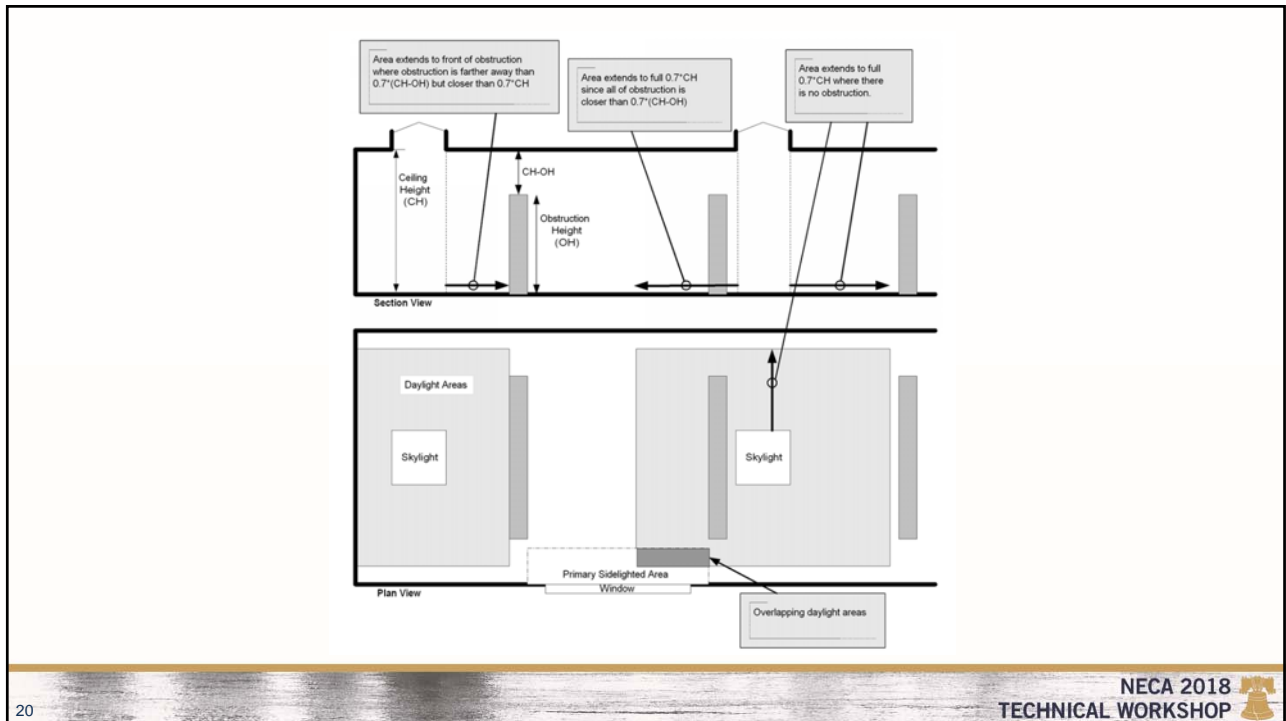 Area extends to front of obstruction
where obstruction is farther away than
0.7*(CH-OH) but closer than 0.7*CH
Area extends to full 0.7*CH
since all of obstruction is
closer than 0.7*(CH-OH)
Area extends to full
0.7*CH where there
is no obstruction.
Ceiling
Height
(CH)
CH-OH
Obstruction
Height
(OH)
Section View
Daylight Areas
Skylight
Skylight
Primary Sidelighted Area
Window
Plan View
Overlapping daylight areas
20
NECA 2018
TECHNICAL WORKSHOP